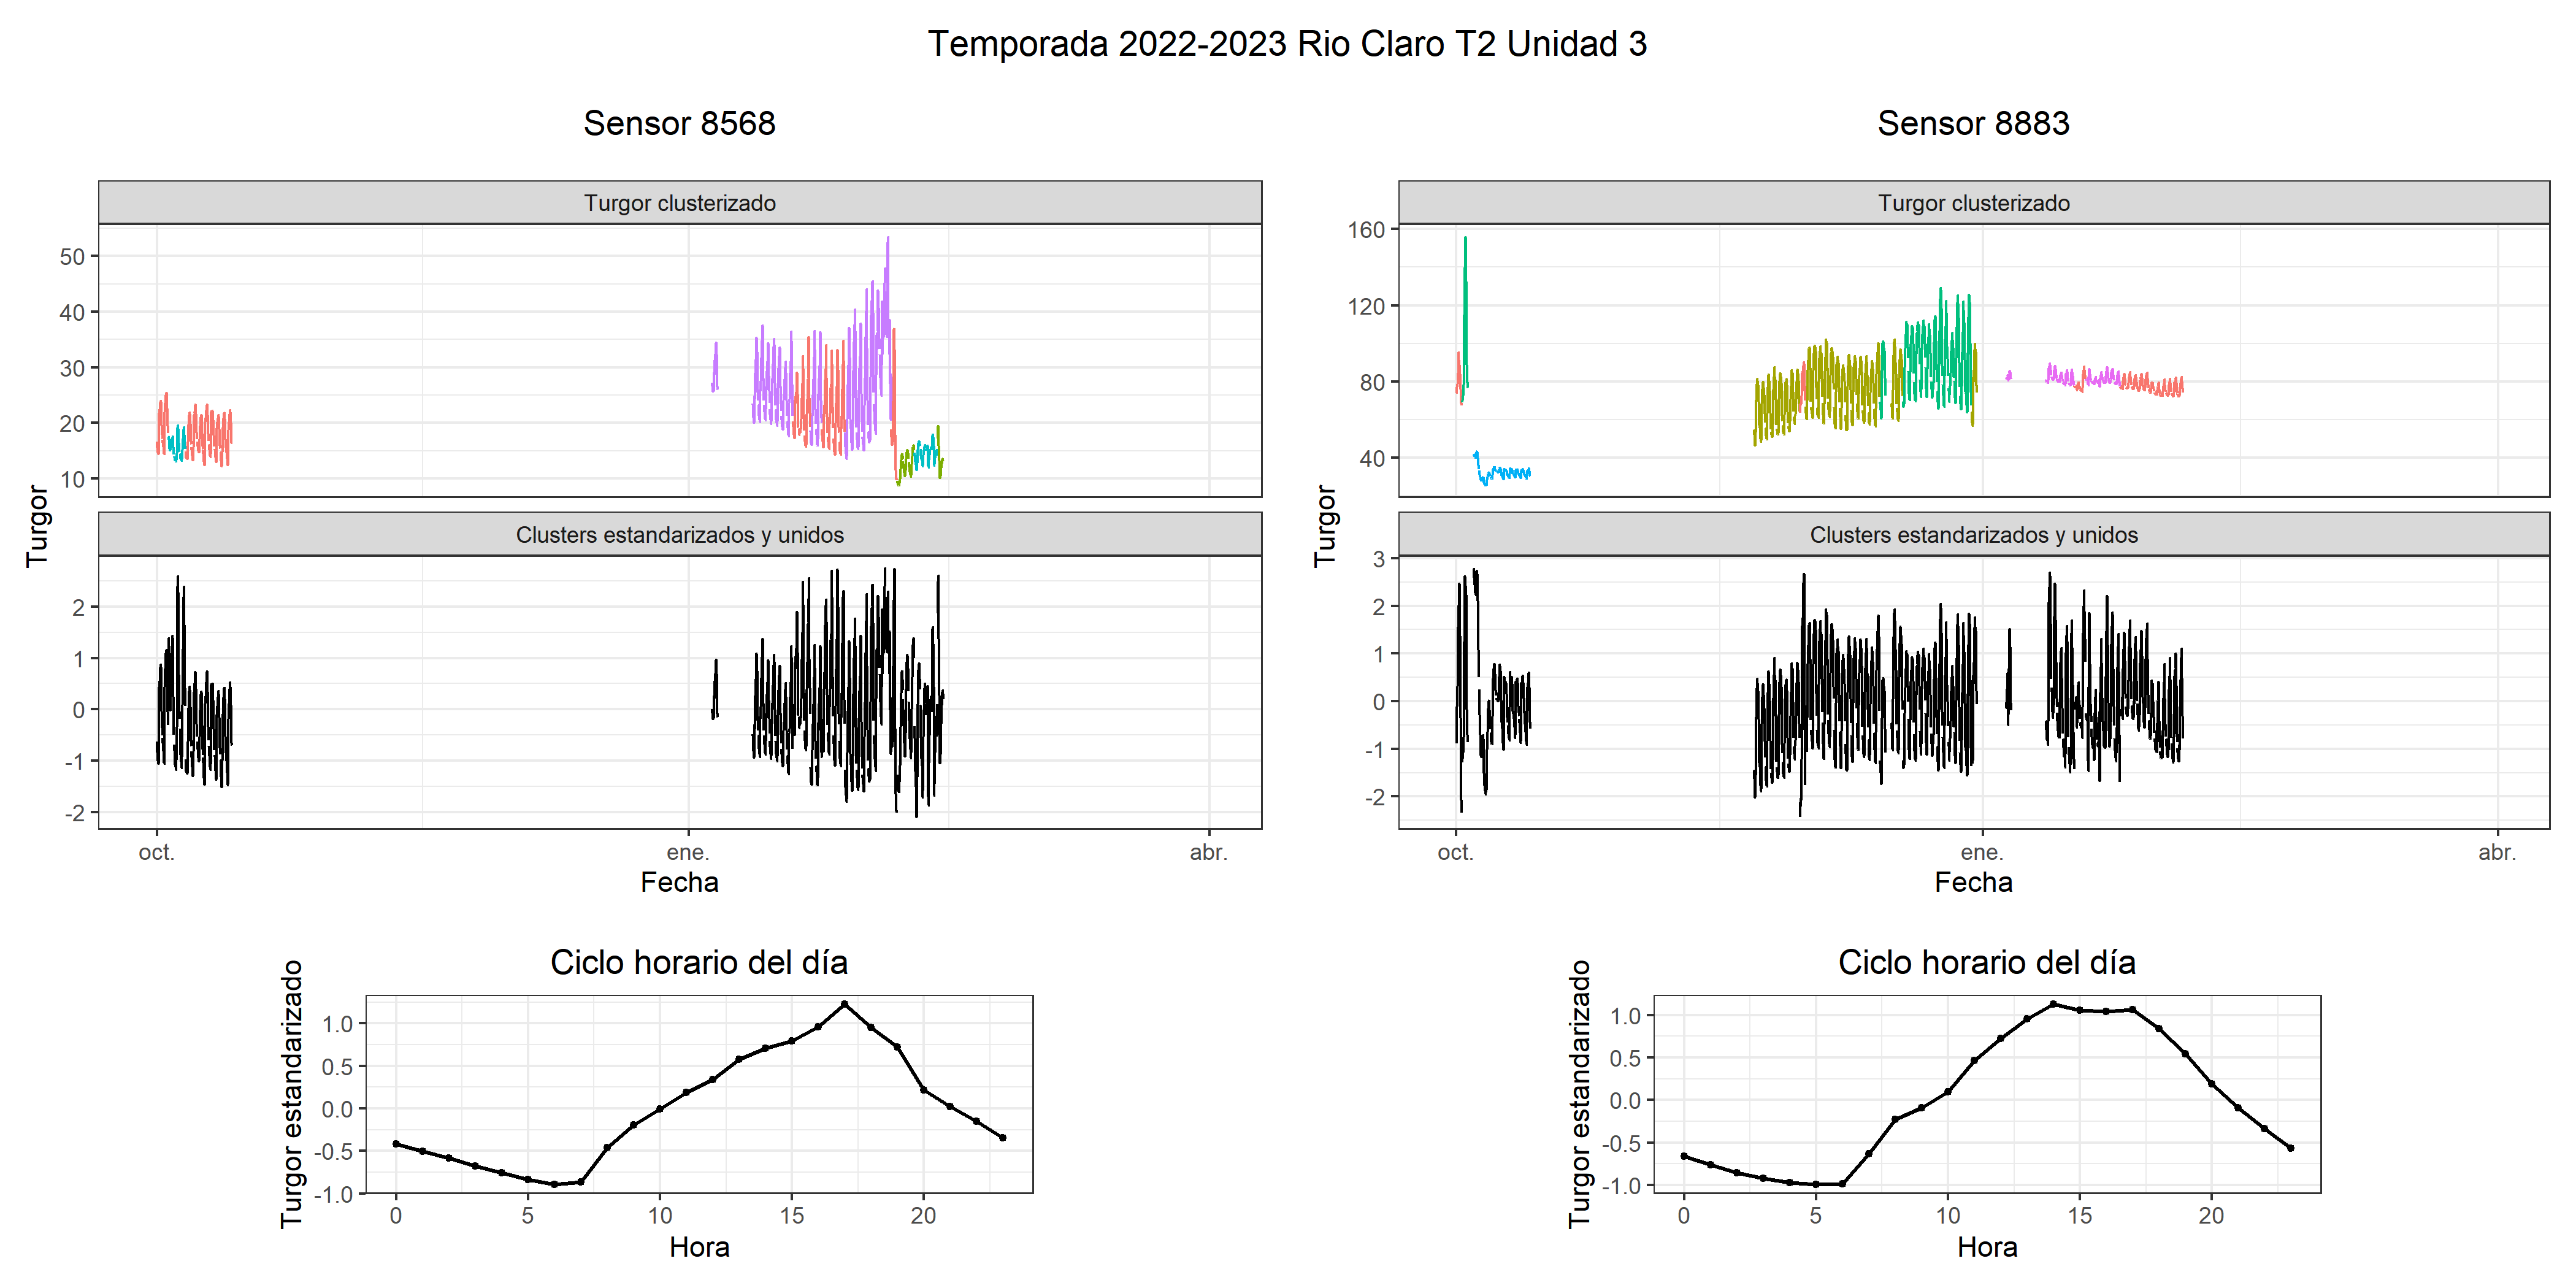 Temporada 2022-2023 Rio Claro T2 Unidad 3
Sensor 8568
Turgor clusterizado
50
40
30
20
10
Clusters estandarizados y unidos
2
1
0
-1
-2
Turgor
oct.
ene.
abr.
Fecha
Ciclo horario del día
Turgor estandarizado
1.0
0.5
0.0
-0.5
-1.0
0
5
10
15
20
Hora
Sensor 8883
Turgor clusterizado
160
120
80
40
Clusters estandarizados y unidos
3
2
1
0
-1
-2
Turgor
oct.
ene.
abr.
Fecha
Ciclo horario del día
Turgor estandarizado
1.0
0.5
0.0
-0.5
-1.0
0
5
10
15
20
Hora